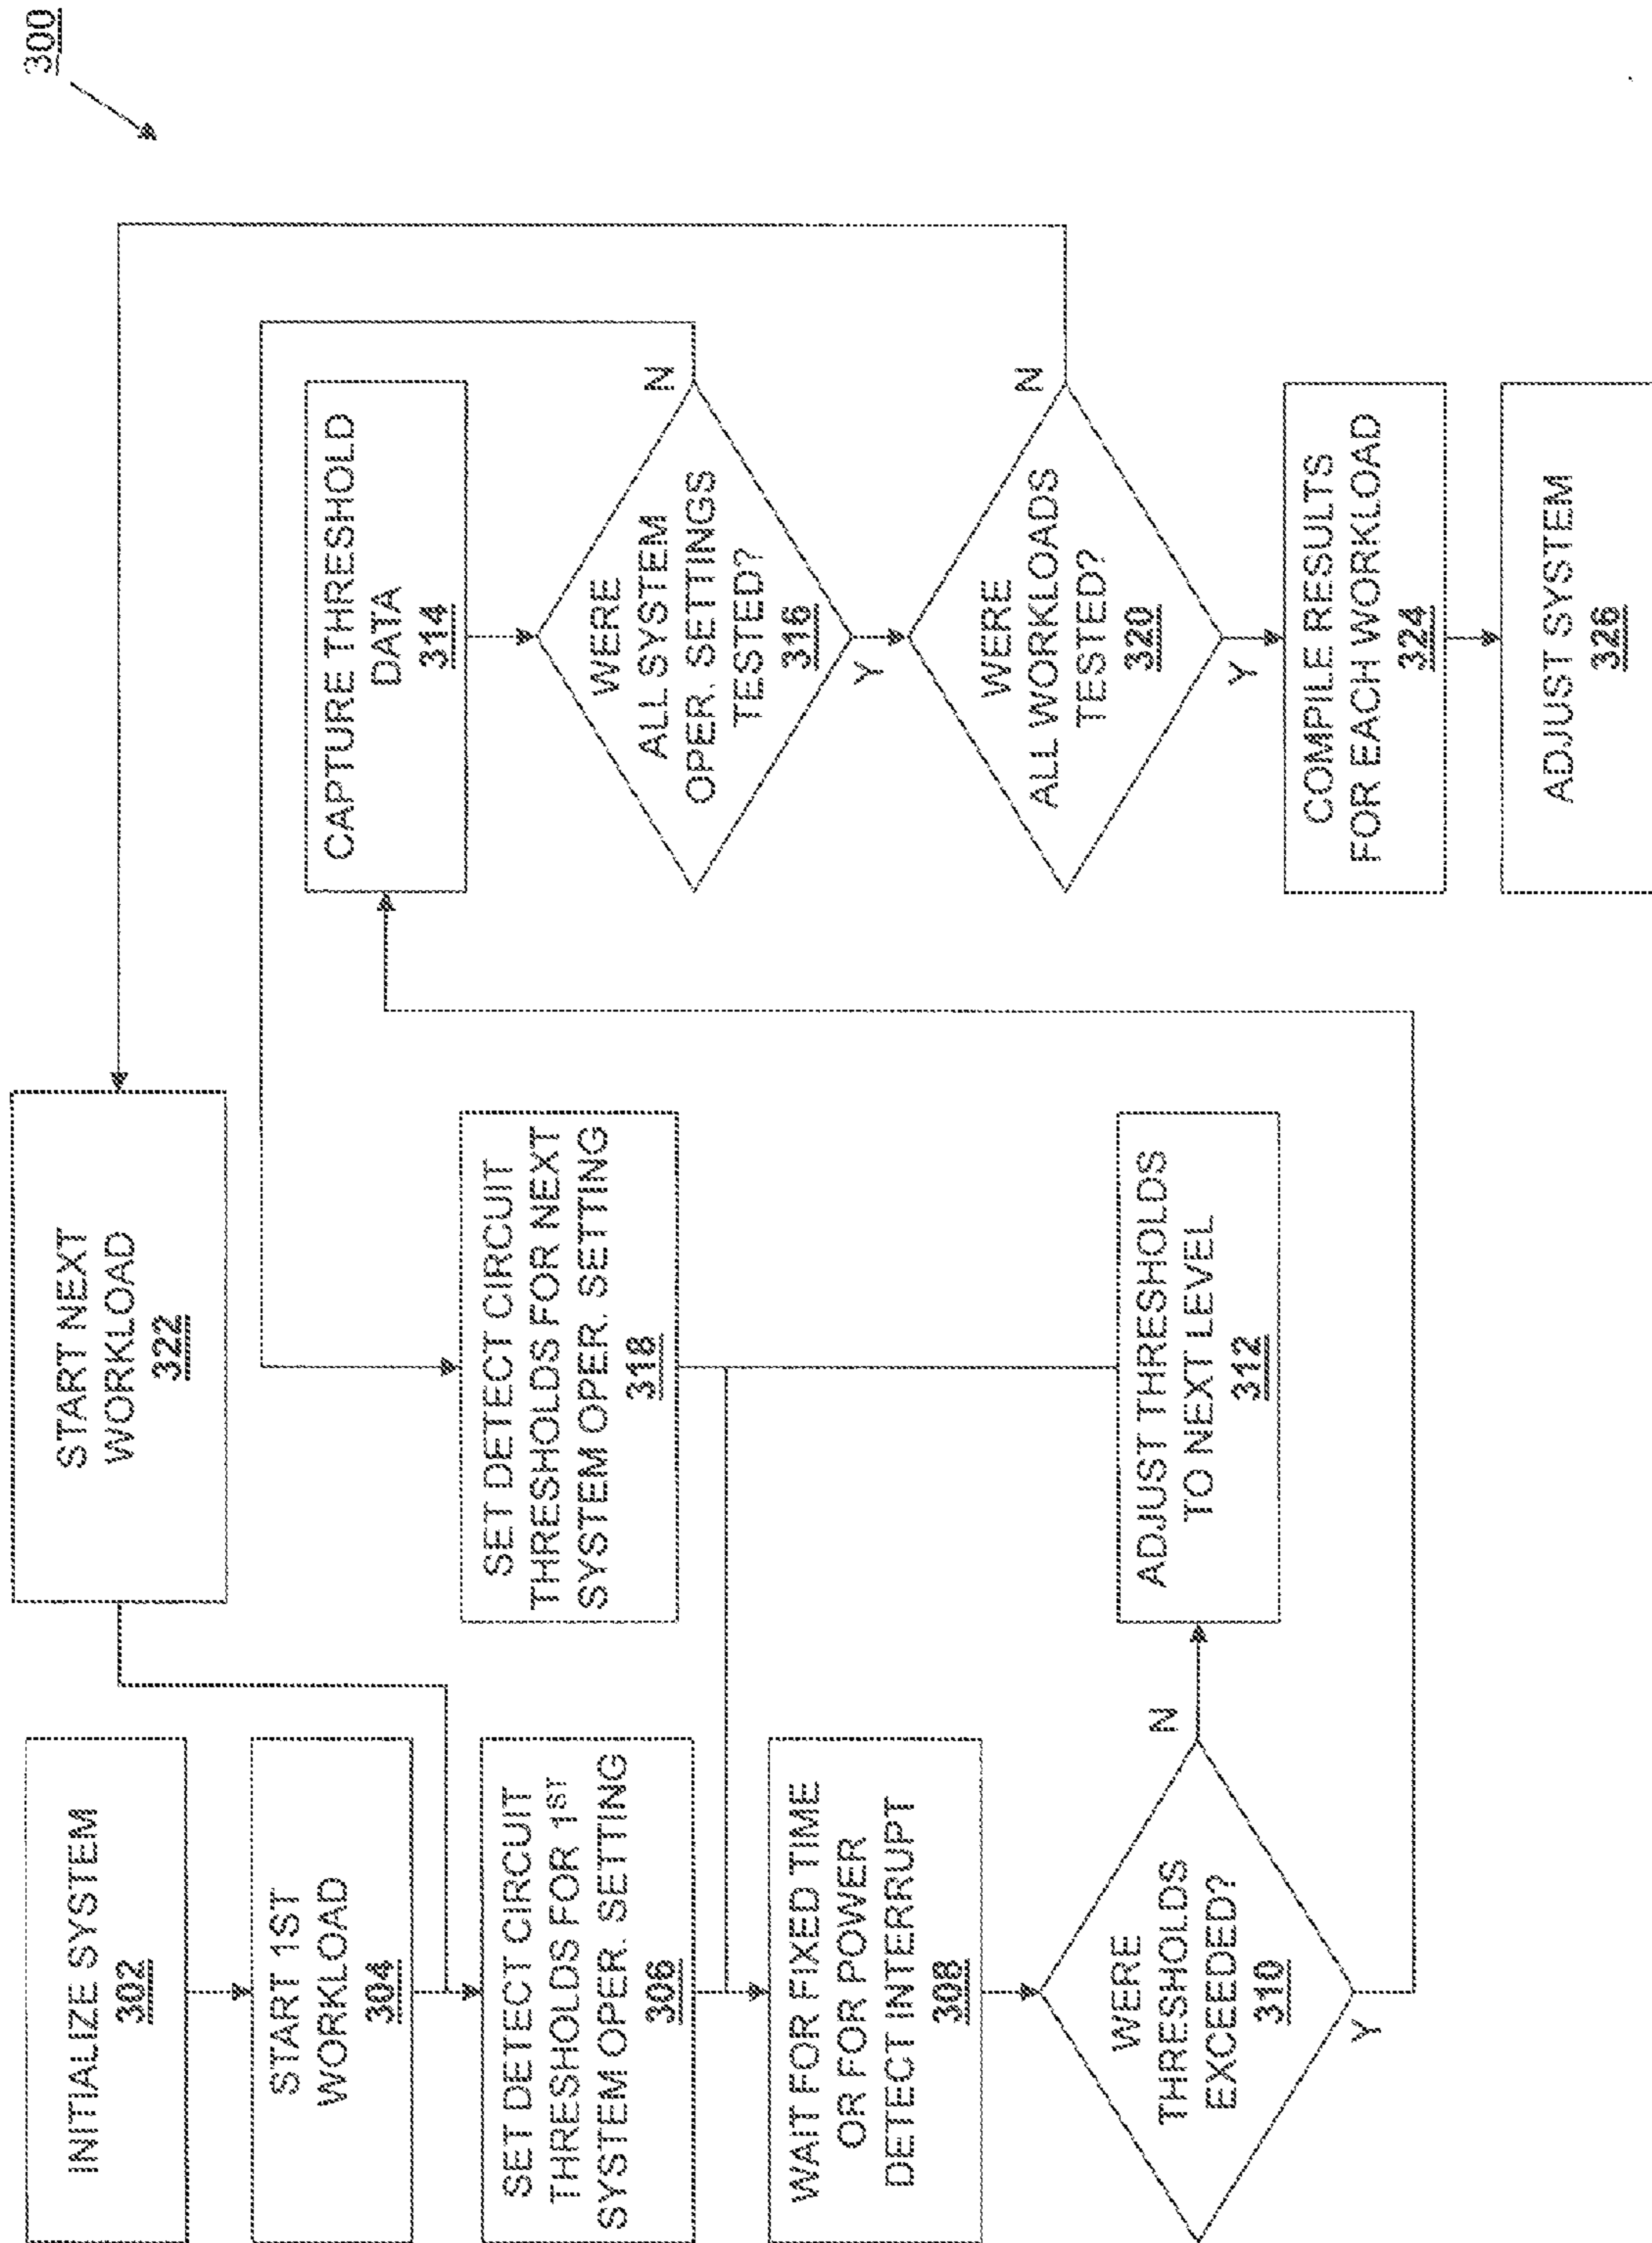 300
INITIALIZE SYSTEM
302
START 1ST
WORKLOAD
304
SET DETECT CIRCUIT
THRESHOLDS FOR 1ST
SYSTEM OPER. SETTING
306
WAIT FOR FIXED TIME
OR FOR POWER
DETECT INTERRUPT
308
WERE
THRESHOLDS
EXCEEDED?
310
N
Y
START NEXT
WORKLOAD
322
SET DETECT CIRCUIT
THRESHOLDS FOR NEXT
SYSTEM OPER. SETTING
318
ADJUST THRESHOLDS
TO NEXT LEVEL
312
CAPTURE THRESHOLD
DATA
314
WERE
ALL SYSTEM
OPER. SETTINGS
TESTED?
316
N
Y
WERE
ALL WORKLOADS
TESTED?
320
N
Y
COMPILE RESULTS
FOR EACH WORKLOAD
324
ADJUST SYSTEM
326